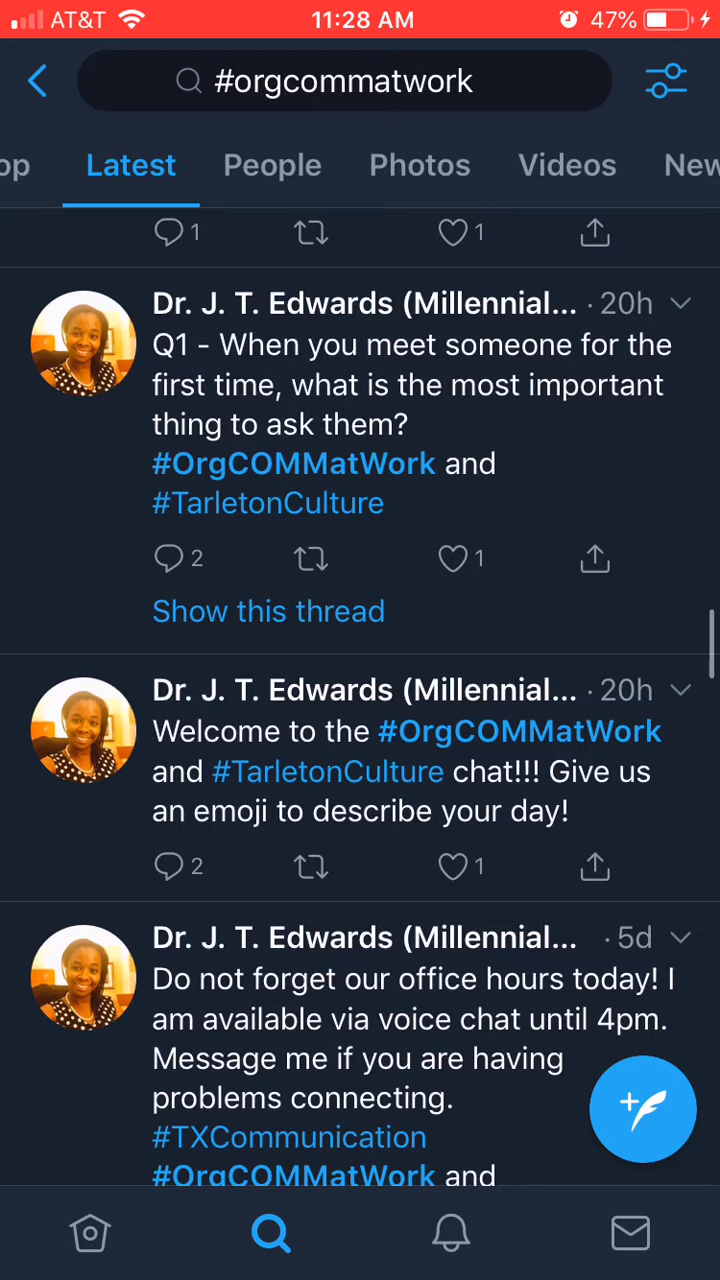 AT&T 11:28 AM 47%
#orgcommatwork
op Latest People Photos Videos New
1 1
Dr. J. T. Edwards (Millennial... · 20h
Q1 - When you meet someone for the
first time, what is the most important
thing to ask them?
#OrgCOMMatWork and
#TarletonCulture
2 1
Show this thread
Dr. J. T. Edwards (Millennial... · 20h
Welcome to the #OrgCOMMatWork
and #TarletonCulture chat!!! Give us
an emoji to describe your day!
2 1
Dr. J. T. Edwards (Millennial... · 5d
Do not forget our office hours today! I
am available via voice chat until 4pm.
Message me if you are having
problems connecting.
#TXCommunication
#OrgCOMMatWork and